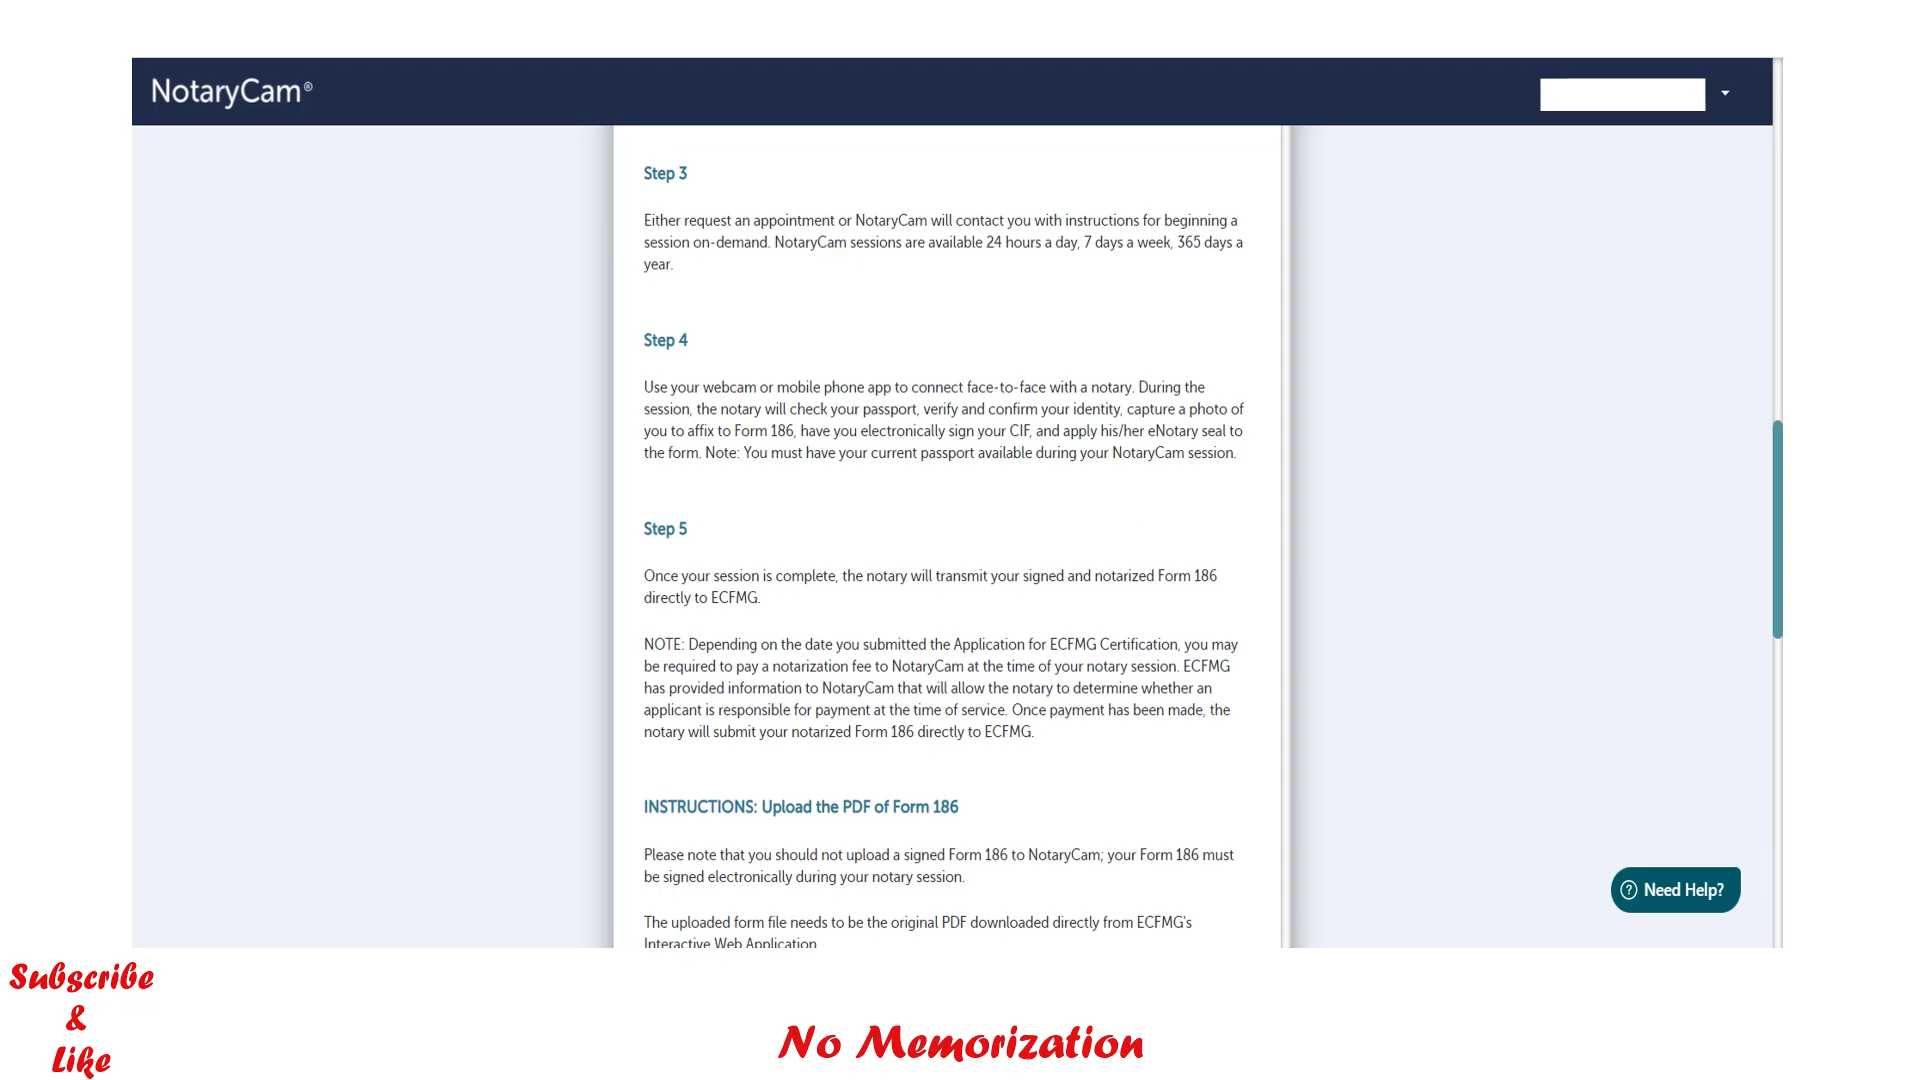 NotaryCam®
Step 3
Either request an appointment or NotaryCam will contact you with instructions for beginning a
session on-demand. NotaryCam sessions are available 24 hours a day, 7 days a week, 365 days a
year.
Step 4
Use your webcam or mobile phone app to connect face-to-face with a notary. During the
session, the notary will check your passport, verify and confirm your identity, capture a photo of
you to affix to Form 186, have you electronically sign your CIF, and apply his/her eNotary seal to
the form. Note: You must have your current passport available during your NotaryCam session.
Step 5
Once your session is complete, the notary will transmit your signed and notarized Form 186
directly to ECFMG.
NOTE: Depending on the date you submitted the Application for ECFMG Certification, you may
be required to pay a notarization fee to NotaryCam at the time of your notary session. ECFMG
has provided information to NotaryCam that will allow the notary to determine whether an
applicant is responsible for payment at the time of service. Once payment has been made, the
notary will submit your notarized Form 186 directly to ECFMG.
INSTRUCTIONS: Upload the PDF of Form 186
Please note that you should not upload a signed Form 186 to NotaryCam; your Form 186 must
be signed electronically during your notary session.
The uploaded form file needs to be the original PDF downloaded directly from ECFMG's
Interactive Web Application
Need Help?
Subscribe
&
Like
No Memorization